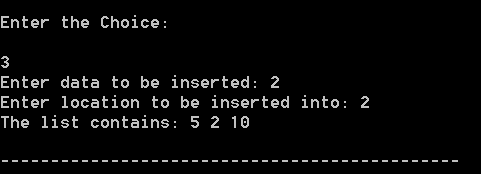 Enter the Choice:
3
Enter data to be inserted: 2
Enter location to be inserted into: 2
The list contains: 5 2 10
----------------------------------------------